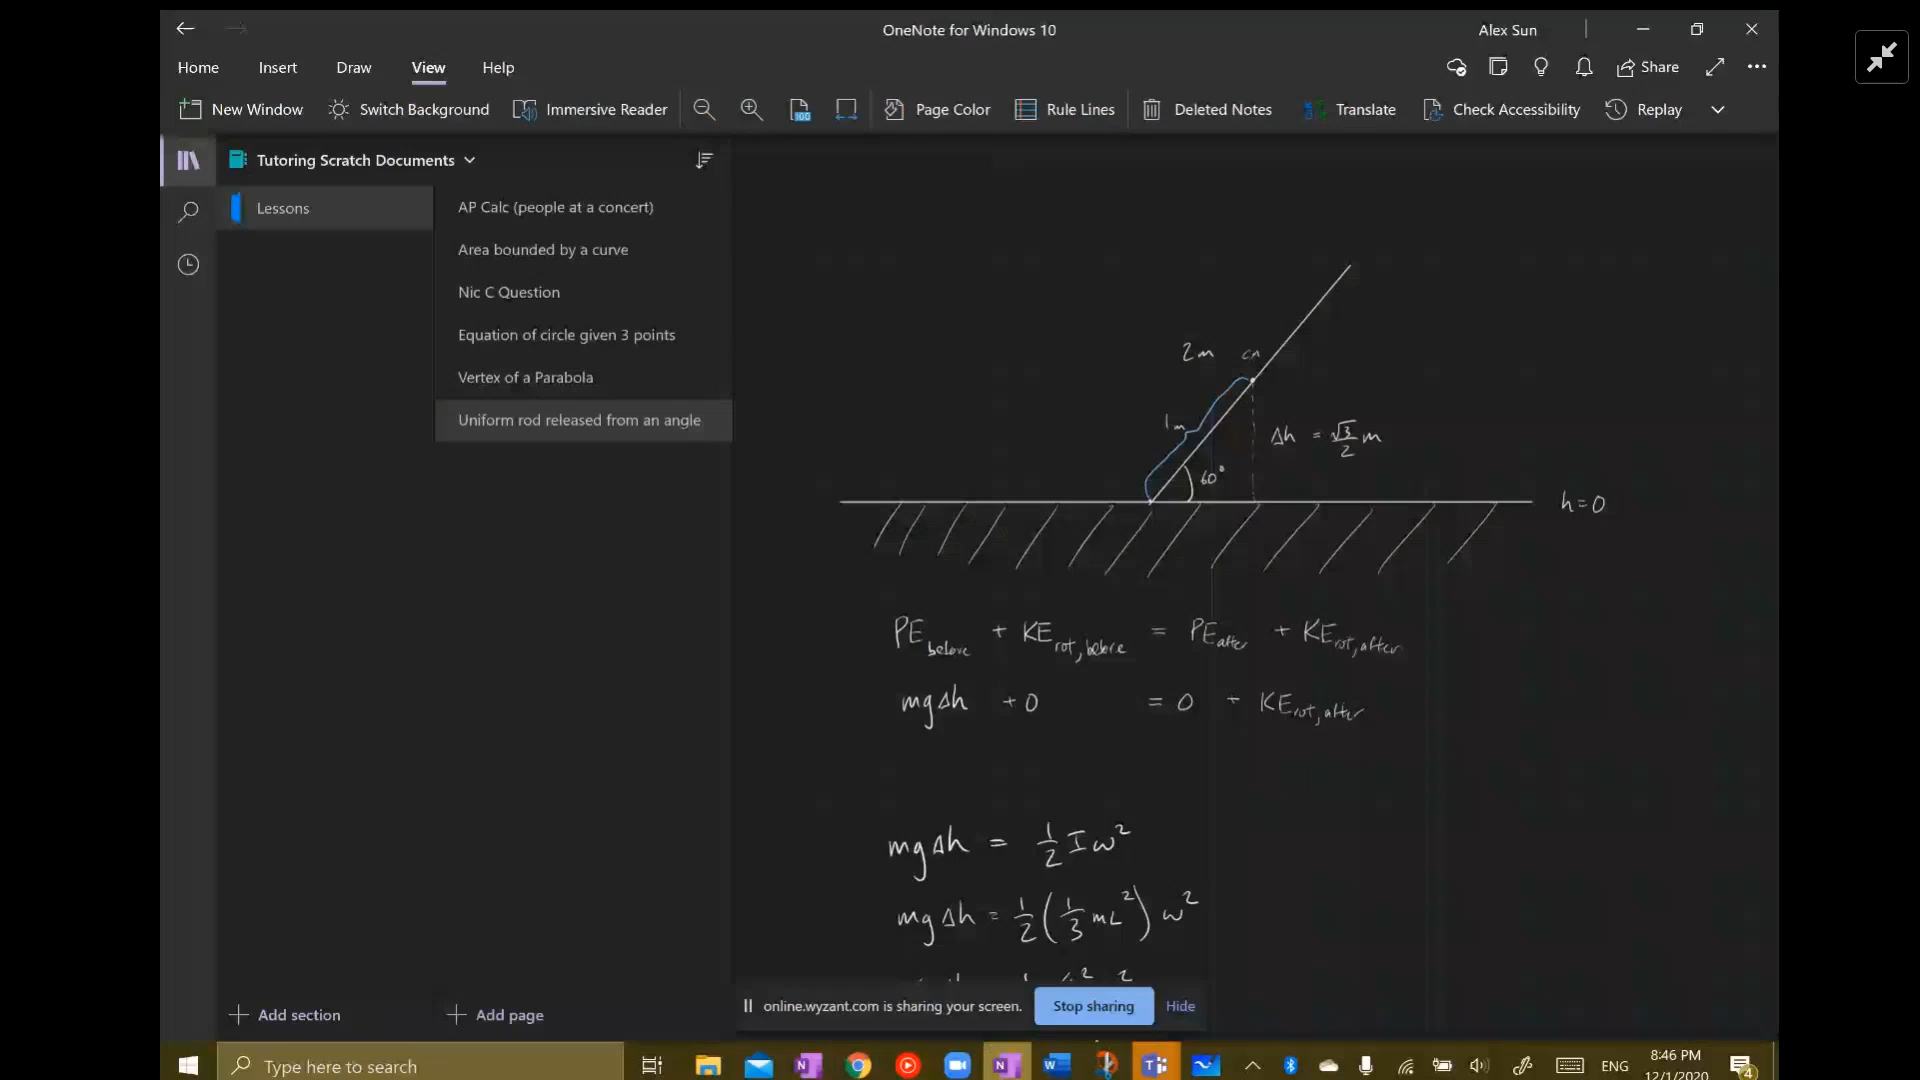 OneNote for Windows 10
Alex Sun
Home Insert Draw View Help
Share
New Window Switch Background Immersive Reader Page Color Rule Lines Deleted Notes Translate Check Accessibility Replay
Tutoring Scratch Documents
Lessons
AP Calc (people at a concert)
Area bounded by a curve
Nic C Question
Equation of circle given 3 points
Vertex of a Parabola
Uniform rod released from an angle
2m cm
1m
Δh = √3/2 m
60°
h=0
PE before + KE rot, before = PE after + KE rot, after
mgΔh + 0 = 0 + KE rot, after
mgΔh = 1/2 Iω²
mgΔh = 1/2 (1/3 mL²) ω²
online.wyzant.com is sharing your screen. Stop sharing Hide
Add section Add page
Type here to search
ENG
8:46 PM
12/1/2020
4